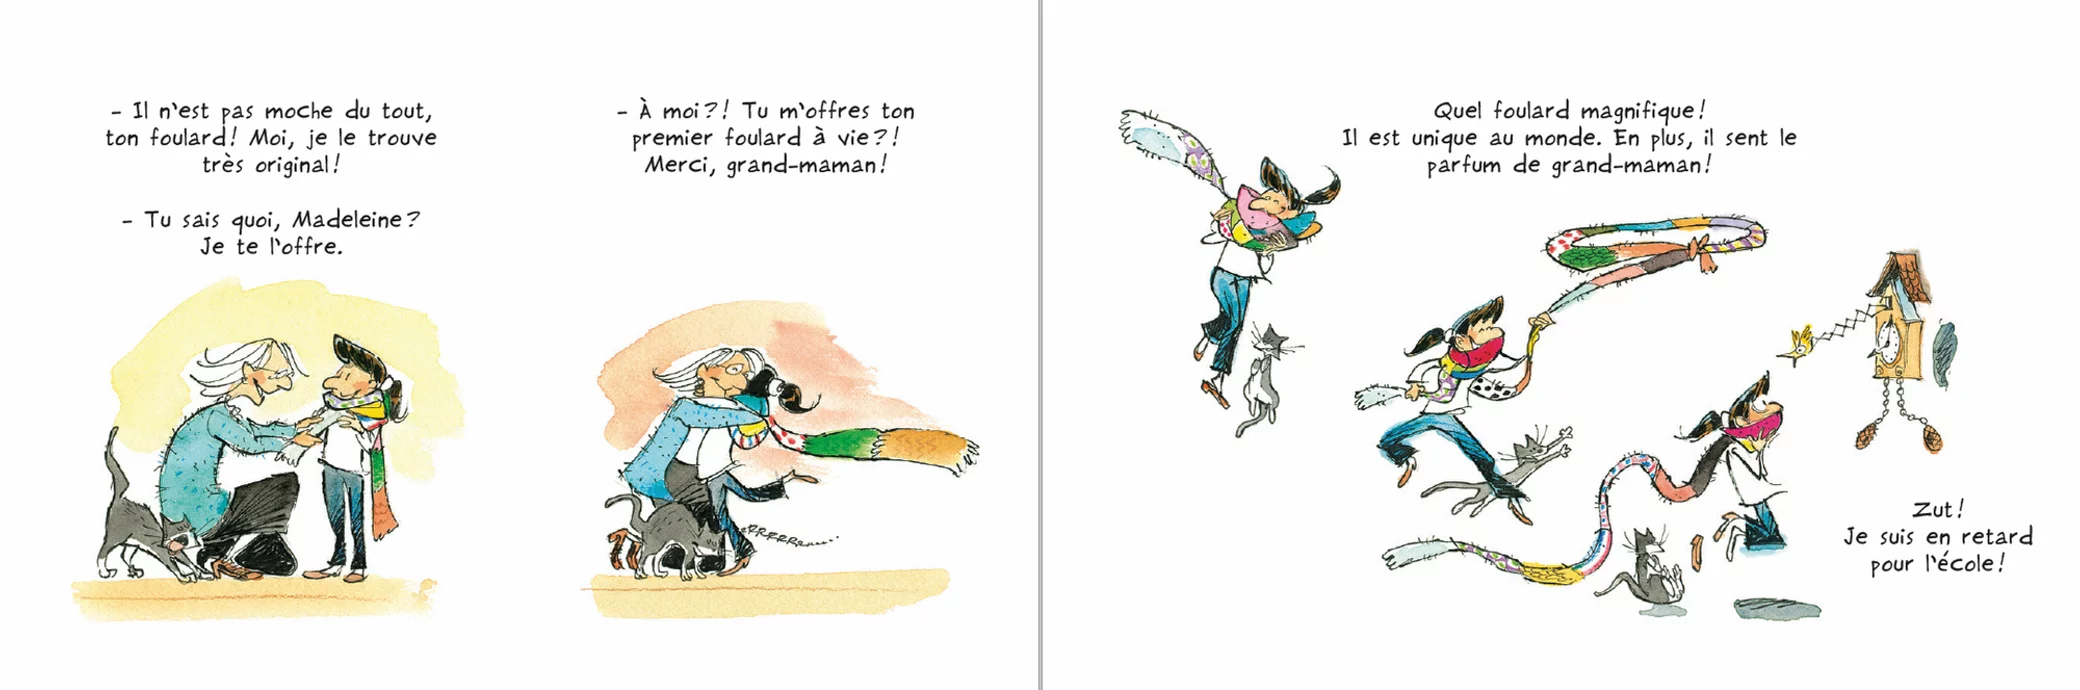 - Il n'est pas moche du tout,
ton foulard! Moi, je le trouve
très original!
- Tu sais quoi, Madeleine?
Je te l'offre.
- À moi?! Tu m'offres ton
premier foulard à vie?!
Merci, grand-maman!
RRRRRRRrrr....
Quel foulard magnifique!
Il est unique au monde. En plus, il sent le
parfum de grand-maman!
Zut!
Je suis en retard
pour l'école!